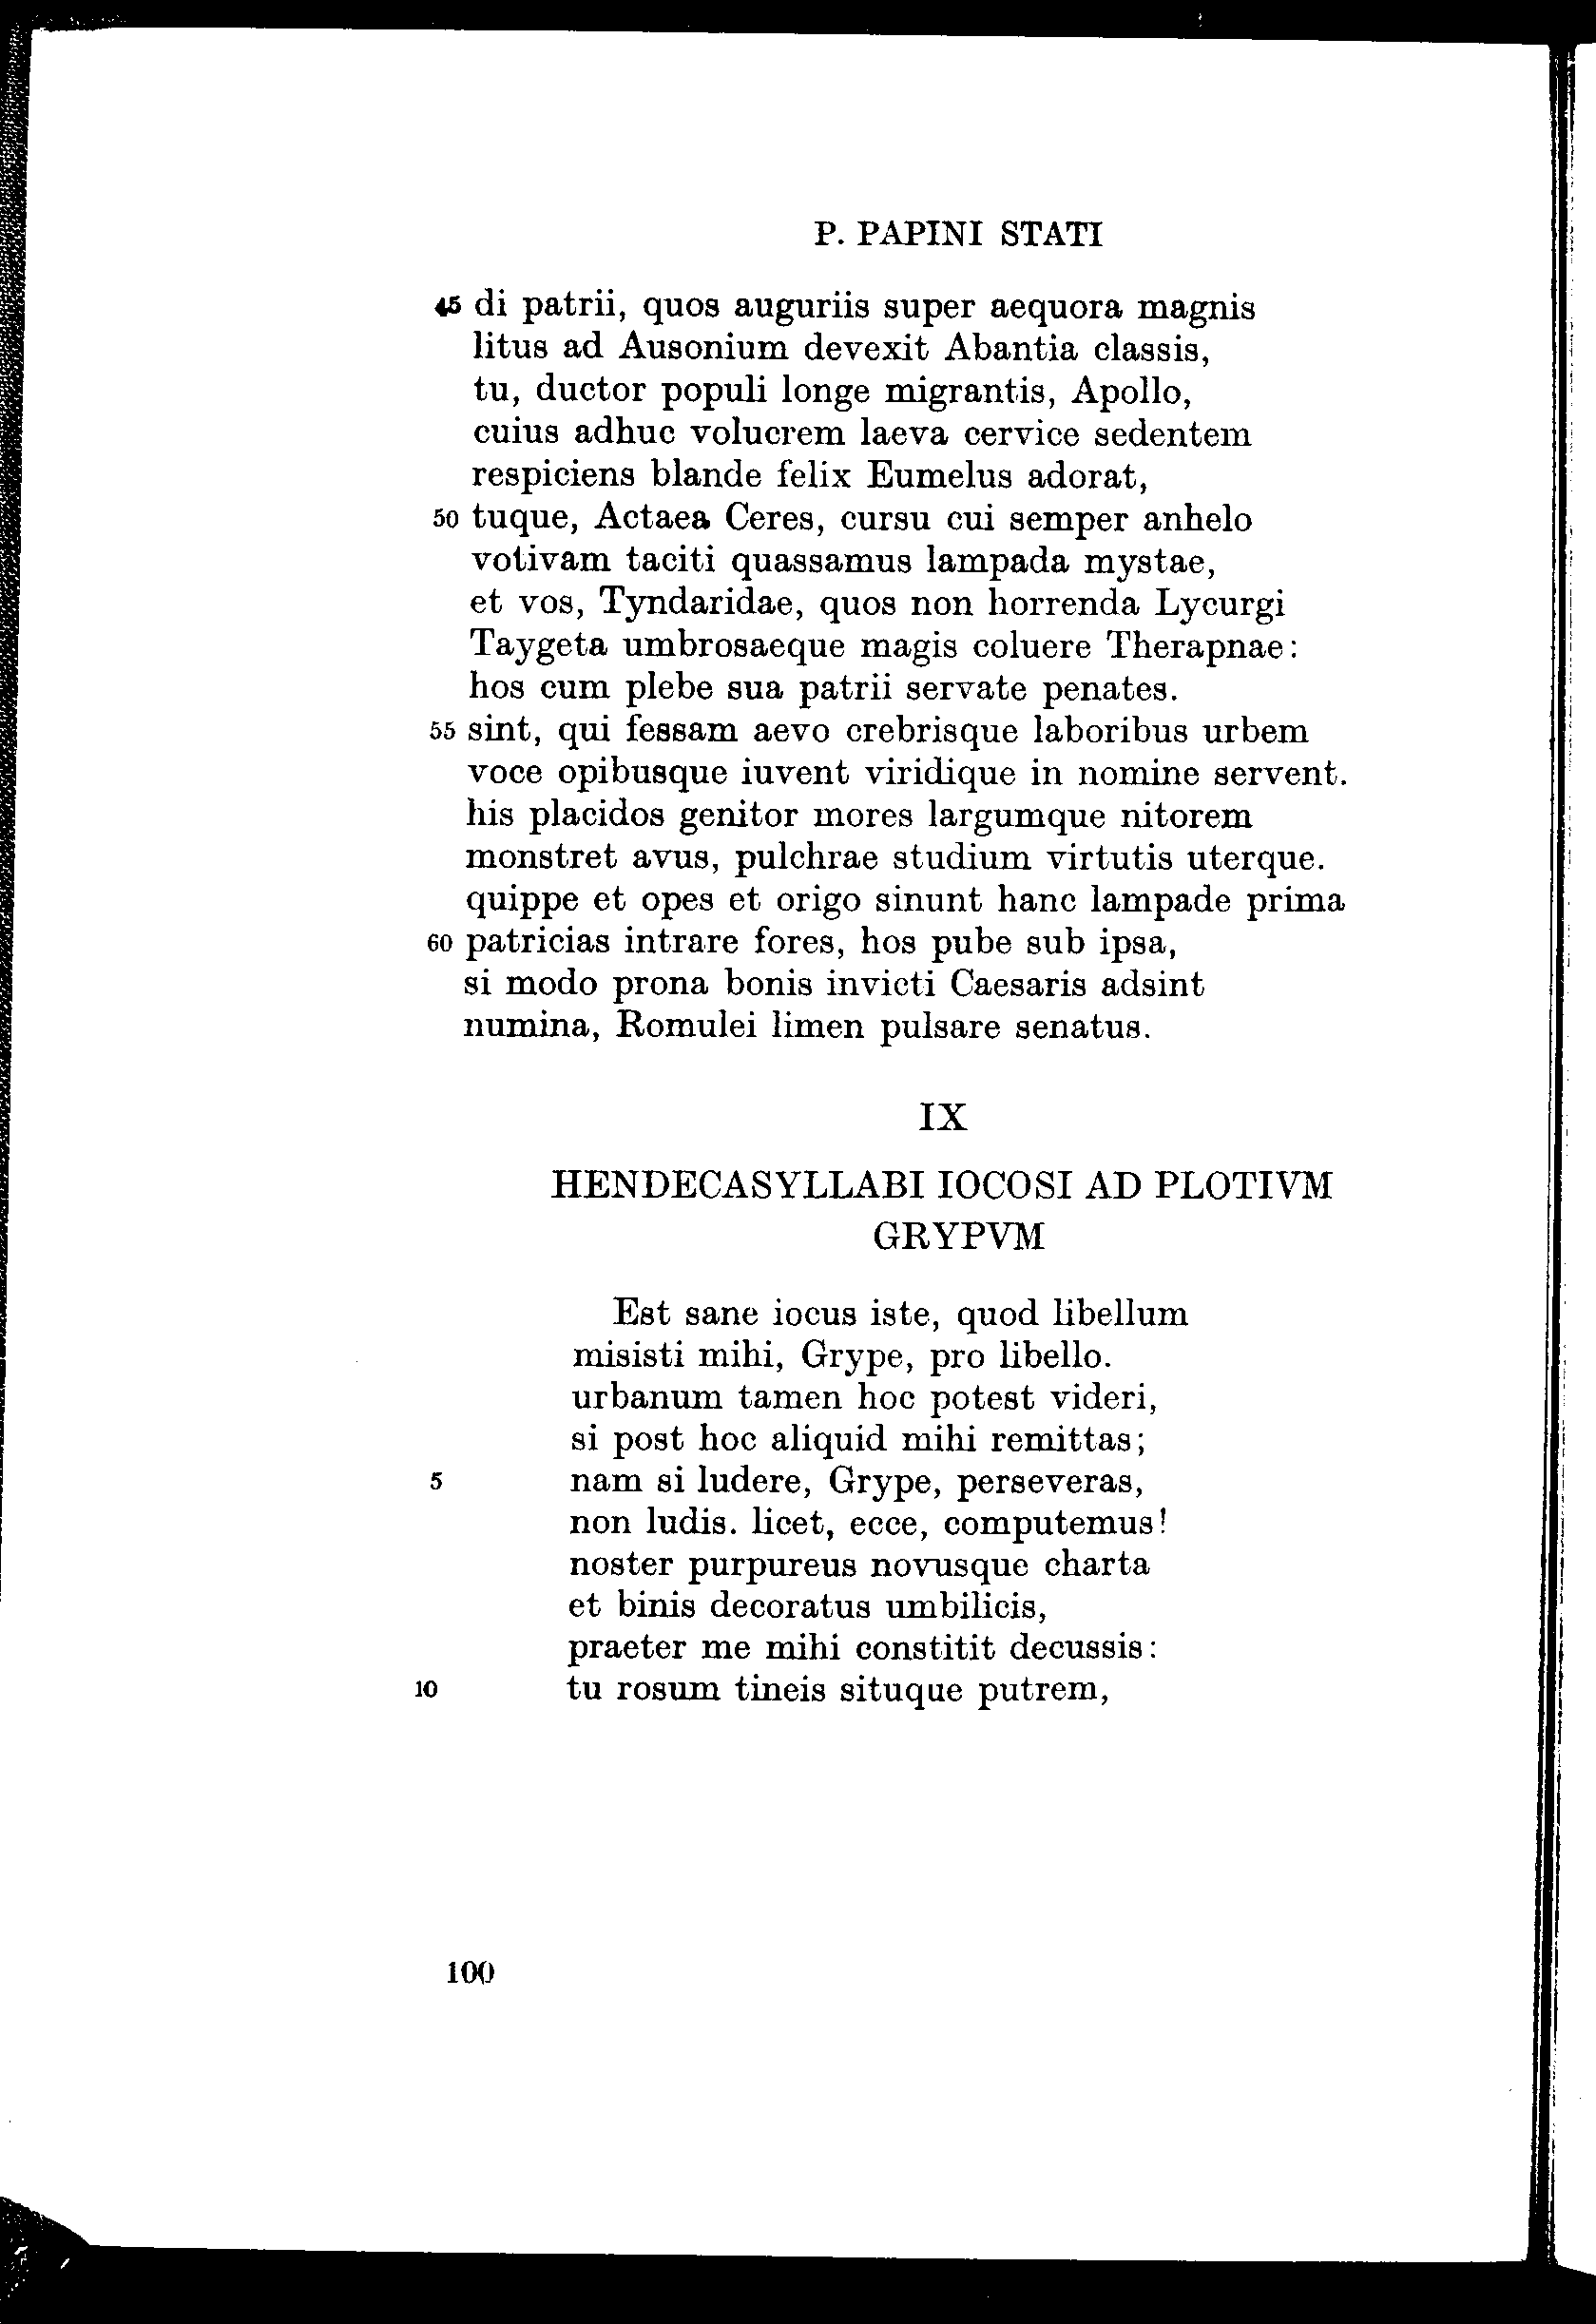 P. PAPINI STATI
45 di patrii, quos auguriis super aequora magnis
litus ad Ausonium devexit Abantia classis,
tu, ductor populi longe migrantis, Apollo,
cuius adhuc volucrem laeva cervice sedentem
respiciens blande felix Eumelus adorat,
50 tuque, Actaea Ceres, cursu cui semper anhelo
votivam taciti quassamus lampada mystae,
et vos, Tyndaridae, quos non horrenda Lycurgi
Taygeta umbrosaeque magis coluere Therapnae:
hos cum plebe sua patrii servate penates.
55 sint, qui fessam aevo crebrisque laboribus urbem
voce opibusque iuvent viridique in nomine servent.
his placidos genitor mores largumque nitorem
monstret avus, pulchrae studium virtutis uterque.
quippe et opes et origo sinunt hanc lampade prima
60 patricias intrare fores, hos pube sub ipsa,
si modo prona bonis invicti Caesaris adsint
numina, Romulei limen pulsare senatus.
IX
HENDECASYLLABI IOCOSI AD PLOTIVM
GRYPVM
Est sane iocus iste, quod libellum
misisti mihi, Grype, pro libello.
urbanum tamen hoc potest videri,
si post hoc aliquid mihi remittas;
5 nam si ludere, Grype, perseveras,
non ludis. licet, ecce, computemus!
noster purpureus novusque charta
et binis decoratus umbilicis,
praeter me mihi constitit decussis:
10 tu rosum tineis situque putrem,
100